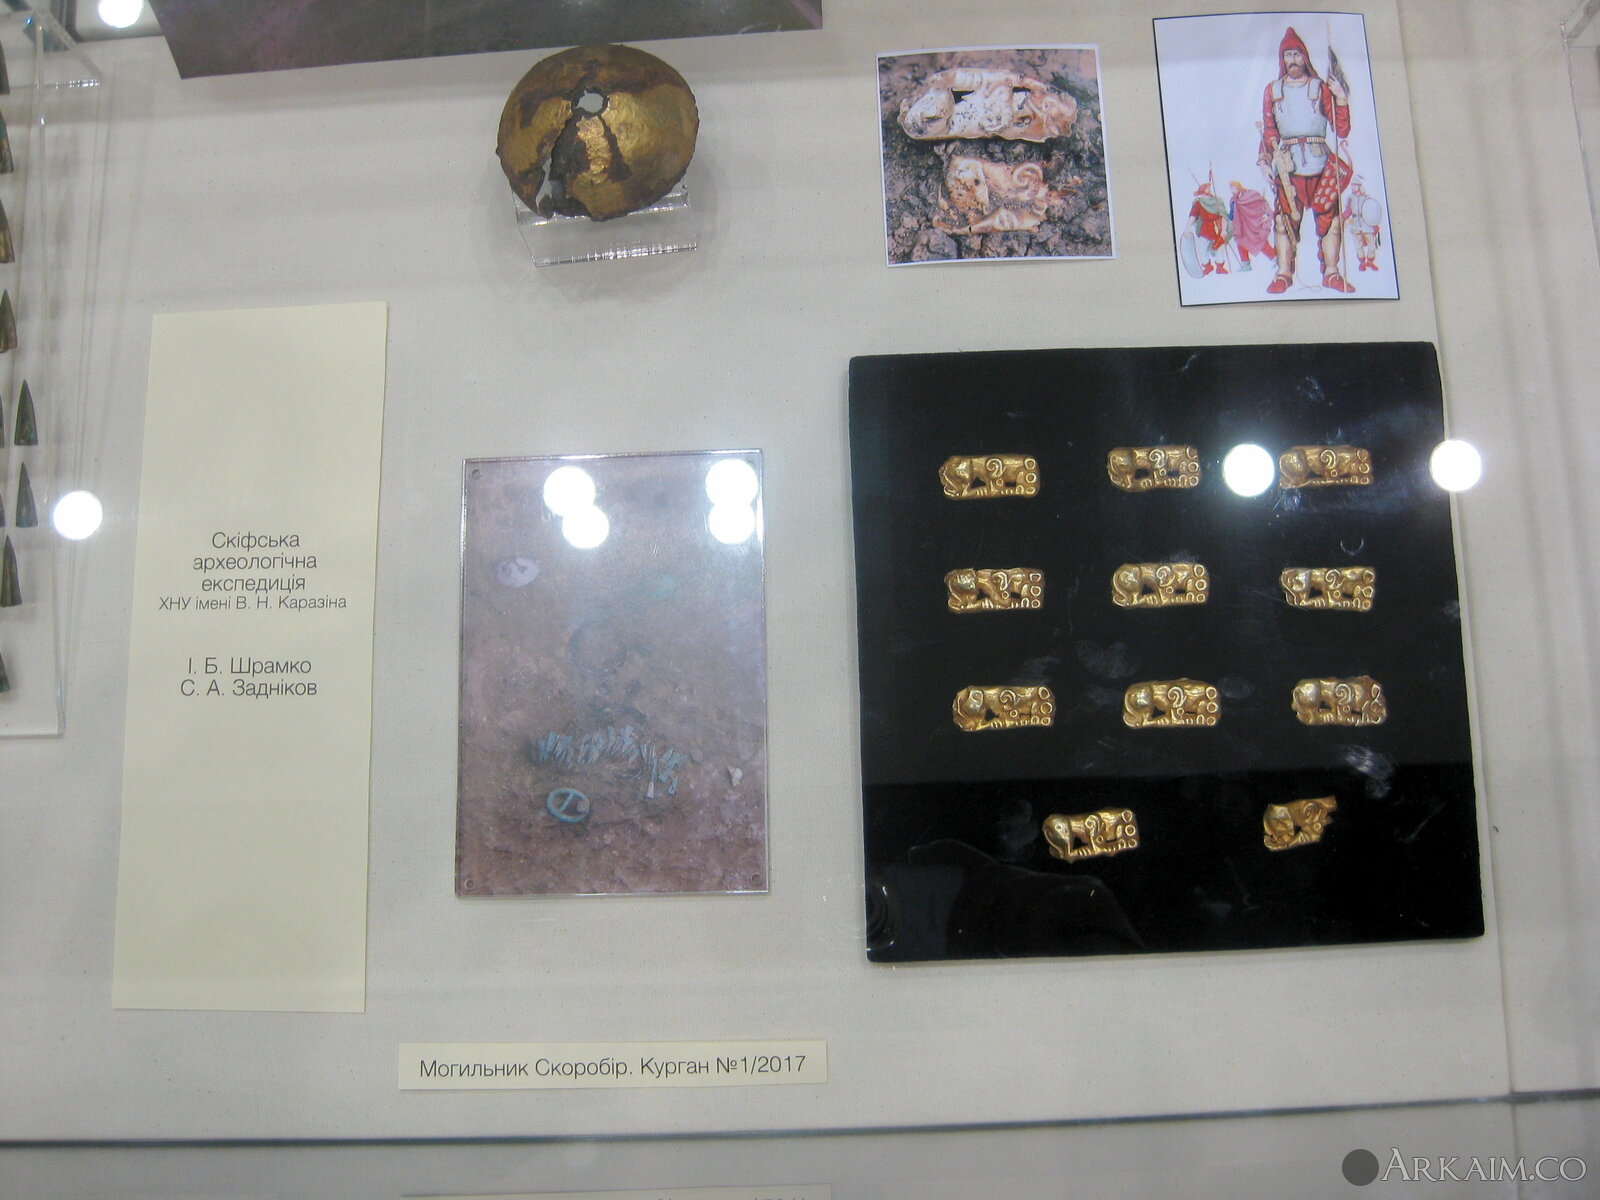 Скіфська
археологічна
експедиція
ХНУ імені В. Н. Каразіна
І. Б. Шрамко
С. А. Задніков
Могильник Скоробір. Курган №1/2017
ARKAIM.CO